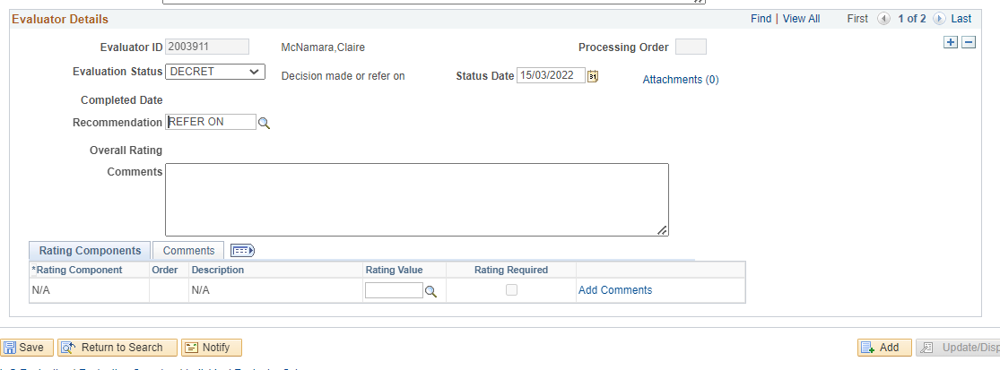 Evaluator Details Find | View All First 1 of 2 Last
Evaluator ID 2003911 McNamara,Claire Processing Order
Evaluation Status DECRET Decision made or refer on Status Date 15/03/2022 31 Attachments (0)
Completed Date
Recommendation REFER ON
Overall Rating
Comments
Rating Components Comments
*Rating Component Order Description Rating Value Rating Required
N/A N/A Add Comments
Save Return to Search Notify Add Update/Disp